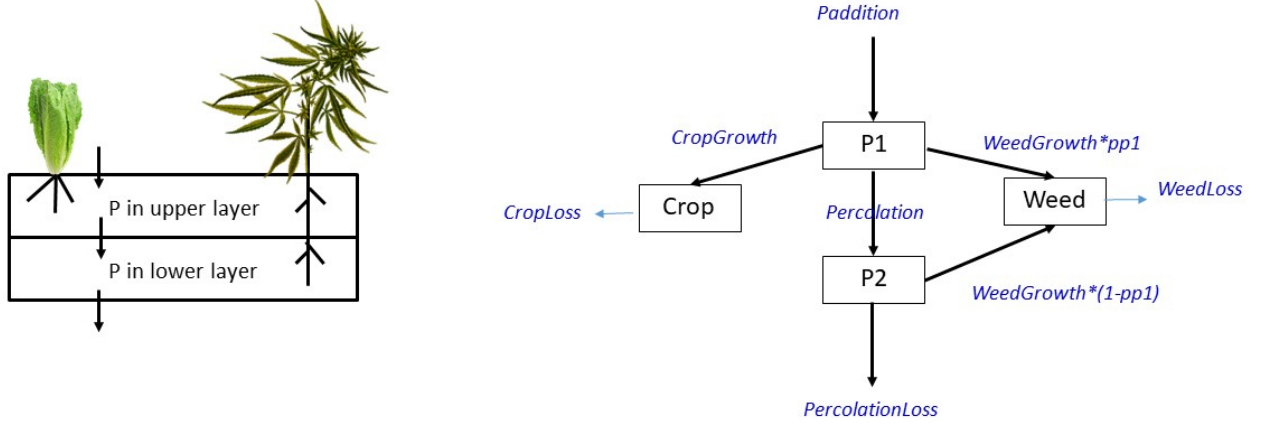 P in upper layer
P in lower layer
Paddition
P1
CropGrowth
WeedGrowth*pp1
Crop
CropLoss
Percolation
Weed
WeedLoss
P2
WeedGrowth*(1-pp1)
PercolationLoss